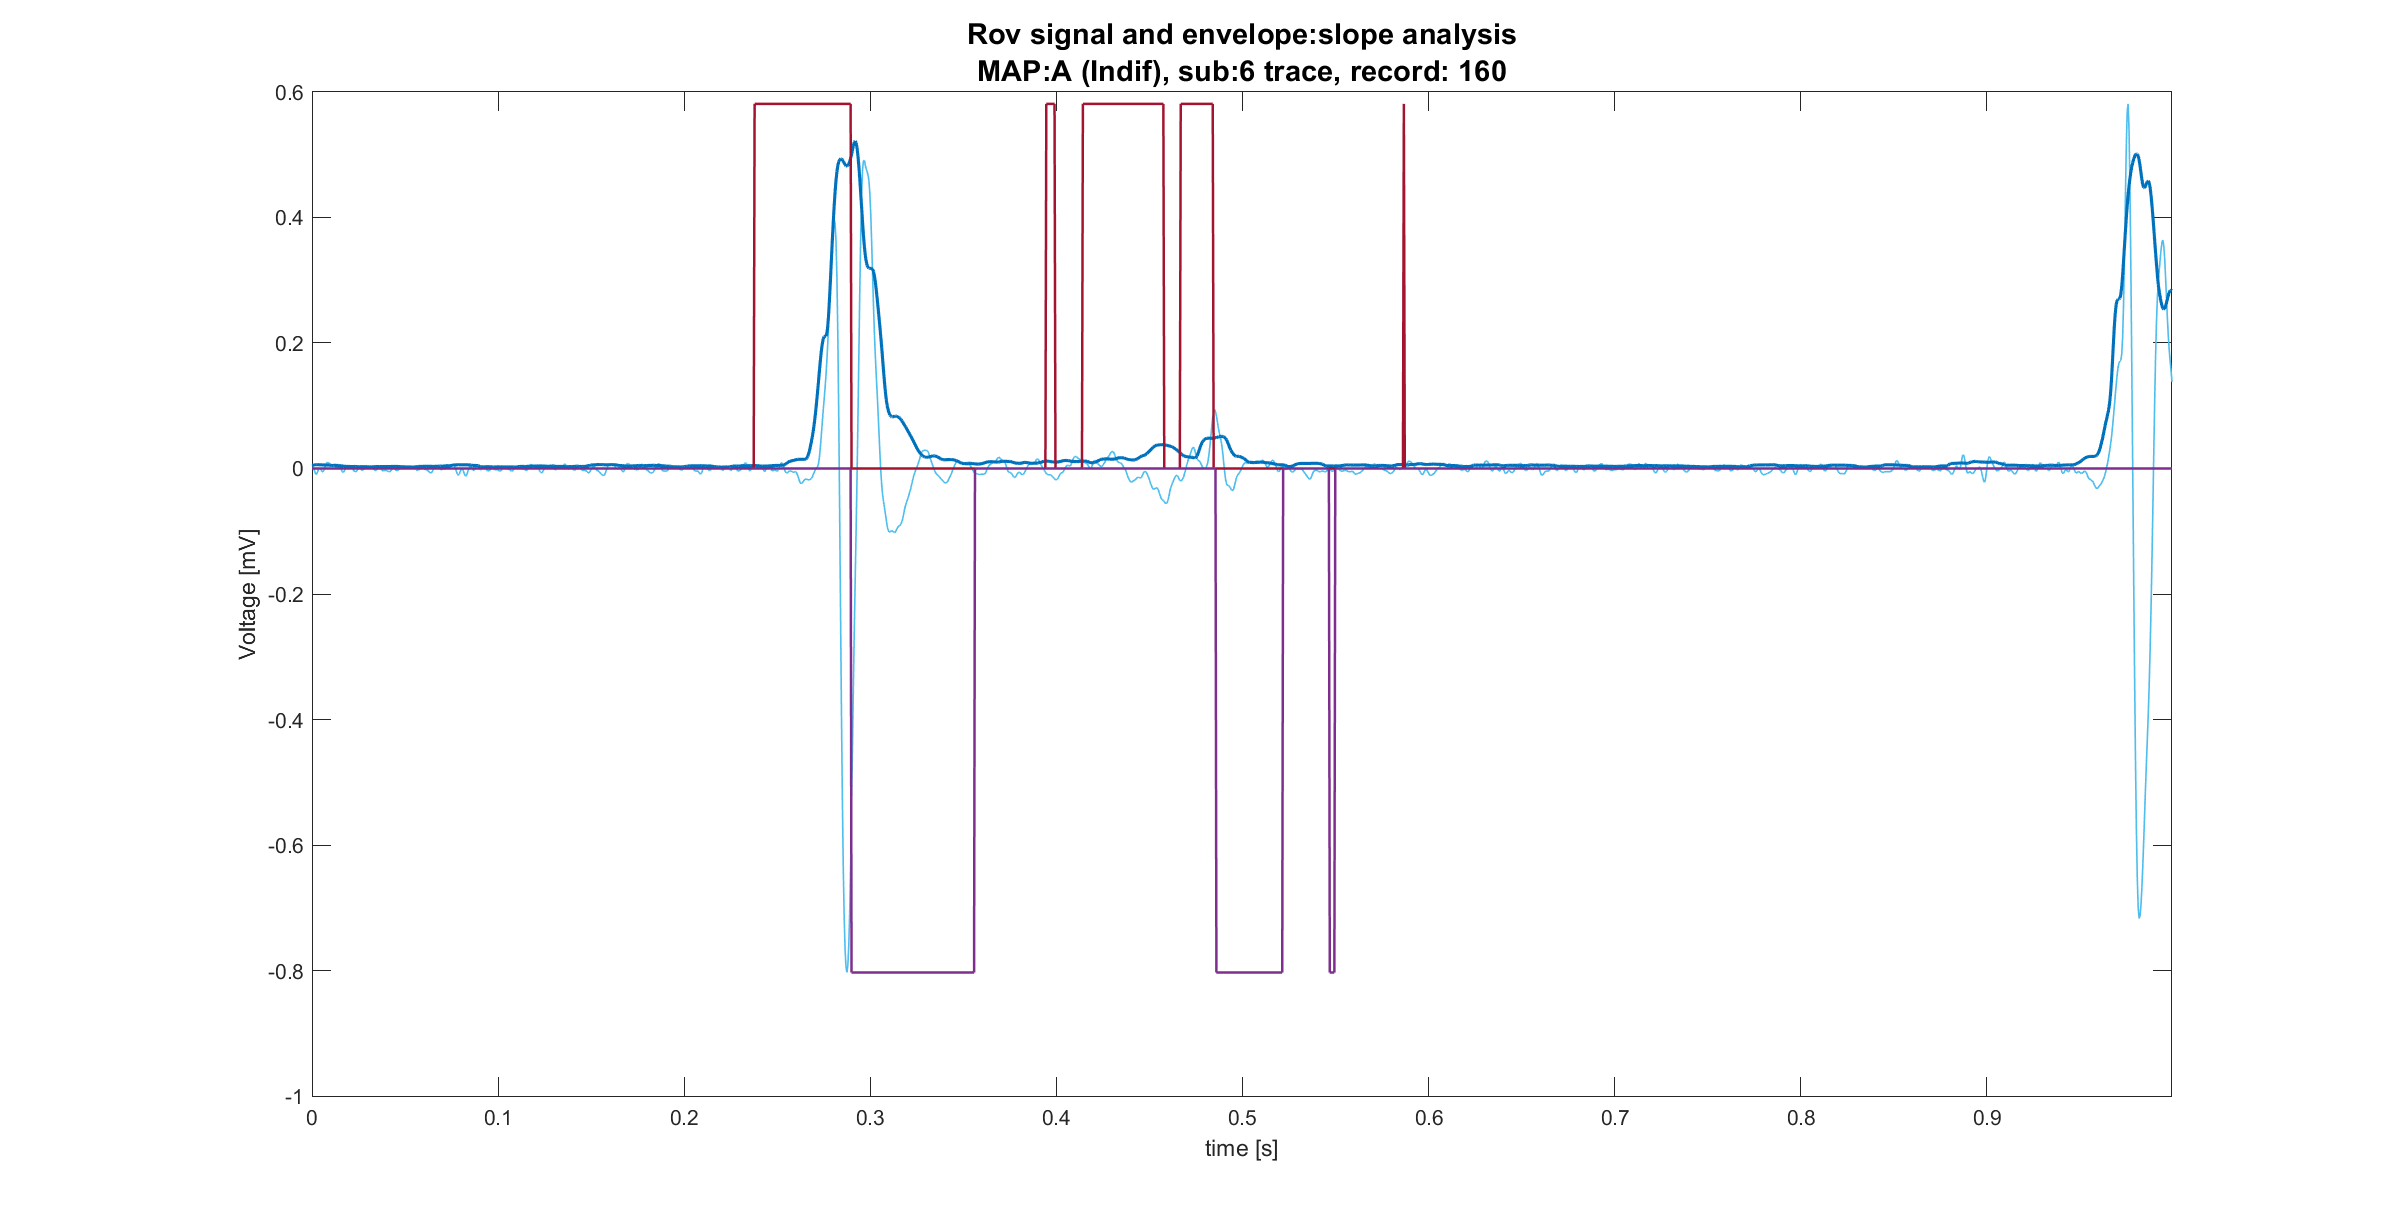 Rov signal and envelope:slope analysis
MAP:A (Indif), sub:6 trace, record: 160
0.6
0.4
0.2
0
-0.2
-0.4
-0.6
-0.8
-1
Voltage [mV]
0 0.1 0.2 0.3 0.4 0.5 0.6 0.7 0.8 0.9
time [s]